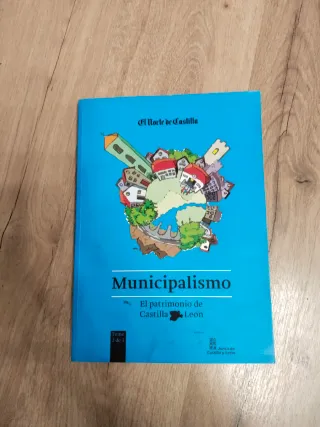 El Norte de Castilla
Municipalismo
El patrimonio de
Castilla León